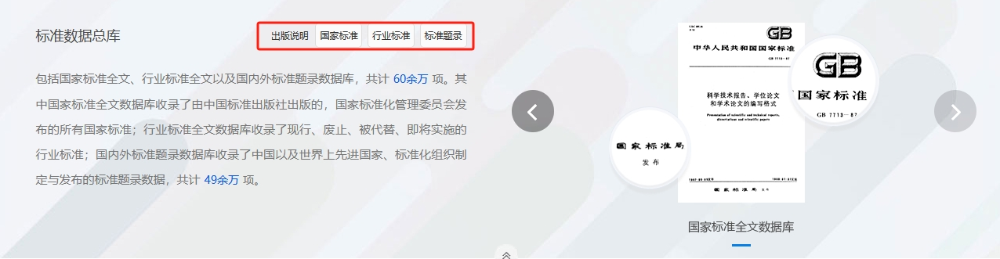 标准数据总库
出版说明 国家标准 行业标准 标准题录
包括国家标准全文、行业标准全文以及国内外标准题录数据库，共计 60余万 项。其
中国家标准全文数据库收录了由中国标准出版社出版的，国家标准化管理委员会发
布的所有国家标准；行业标准全文数据库收录了现行、废止、被代替、即将实施的
行业标准；国内外标准题录数据库收录了中国以及世界上先进国家、标准化组织制
定与发布的标准题录数据，共计 49余万 项。
GB
中华人民共和国国家标准
GB 7713—87
科学技术报告、学位论文
和学术论文的编写格式
Presentation of scientific and technical reports,
dissertations and scientific papers
国家标准局 发布
GB
国家标准
GB 7713—87
国家标准局
发布
国家标准全文数据库